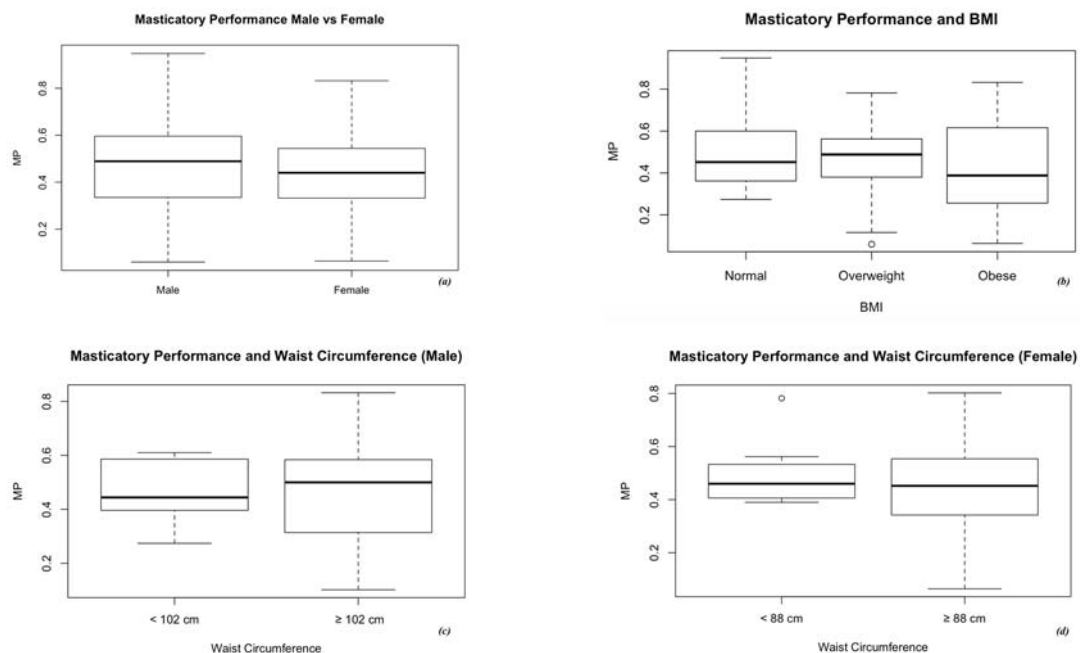 Masticatory Performance Male vs Female
MP
0.8
0.6
0.4
0.2
Male Female
(a)
Masticatory Performance and BMI
MP
0.8
0.6
0.4
0.2
Normal Overweight Obese
(b)
BMI
Masticatory Performance and Waist Circumference (Male)
MP
0.8
0.6
0.4
0.2
< 102 cm ≥ 102 cm
(c)
Waist Circumference
Masticatory Performance and Waist Circumference (Female)
MP
0.8
0.6
0.4
0.2
< 88 cm ≥ 88 cm
(d)
Waist Circumference